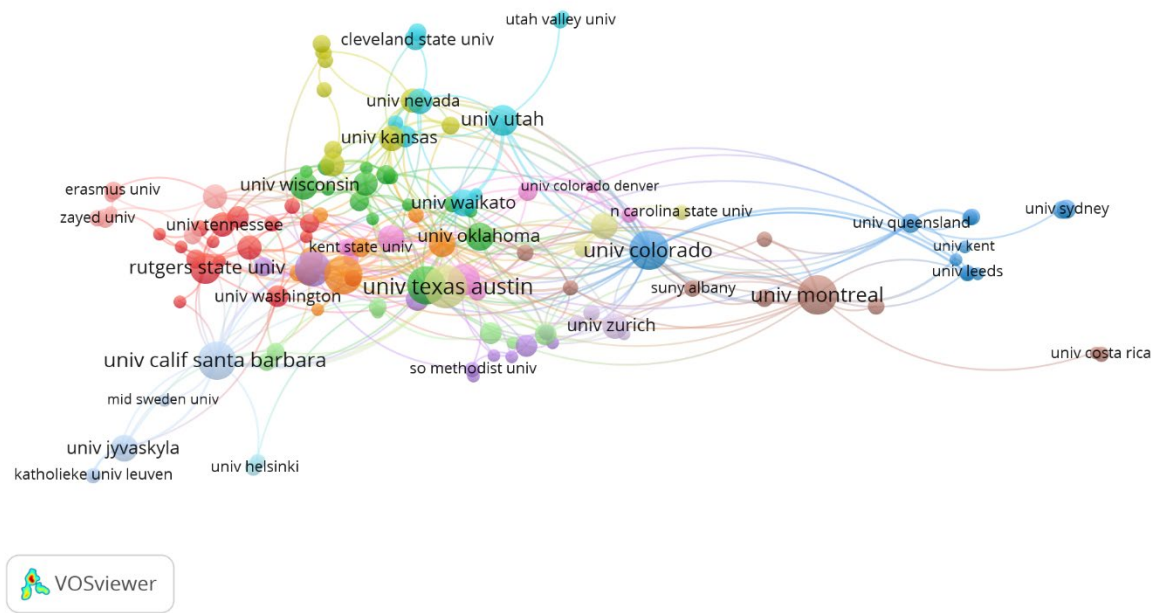 utah valley univ
cleveland state univ
univ nevada
univ utah
univ kansas
univ wisconsin
erasmus univ
univ colorado denver
univ waikato
n carolina state univ
zayed univ
univ tennessee
univ queensland
univ sydney
kent state univ
univ oklahoma
univ colorado
univ kent
rutgers state univ
univ leeds
univ texas austin
suny albany
univ montreal
univ washington
univ zurich
univ costa rica
univ calif santa barbara
so methodist univ
mid sweden univ
univ jyvaskyla
univ helsinki
katholieke univ leuven
VOSviewer